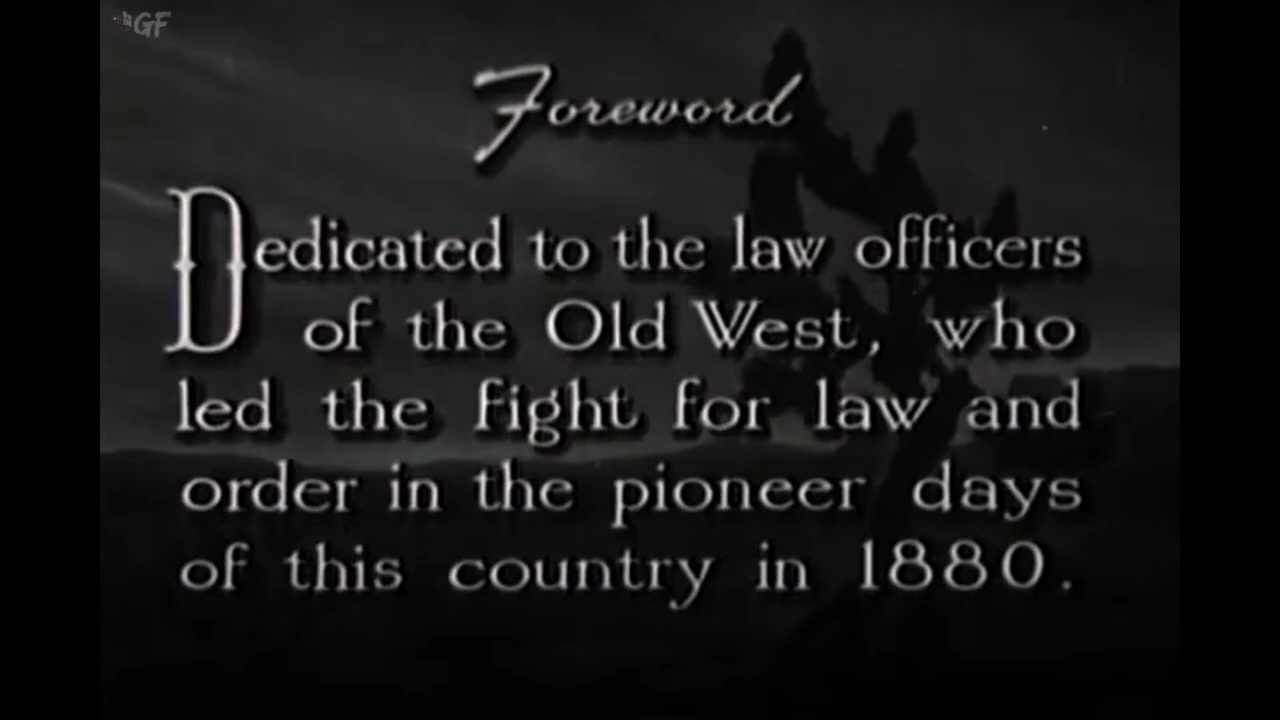 GF
Foreword
Dedicated to the law officers
of the Old West, who
led the fight for law and
order in the pioneer days
of this country in 1880.